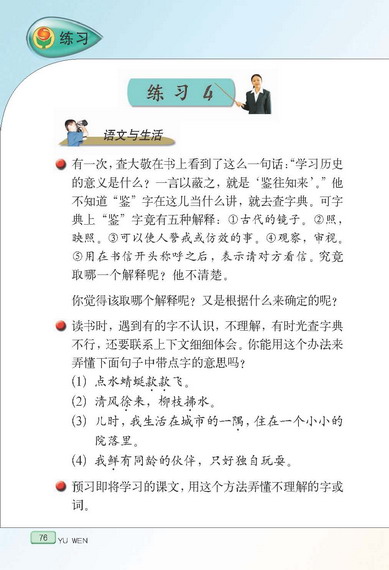 练习
练习 4
语文与生活
有一次，查大敬在书上看到了这么一句话：“学习历史
的意义是什么？一言以蔽之，就是‘鉴往知来’。”他
不知道“鉴”字在这儿当什么讲，就去查字典。可字
典上“鉴”字竟有五种解释：①古代的镜子。②照，
映照。③可以使人警戒或仿效的事。④观察，审视。
⑤用在书信开头称呼之后，表示请对方看信。究竟
取哪一个解释呢？他不清楚。
你觉得该取哪个解释呢？又是根据什么来确定的呢？
读书时，遇到有的字不认识，不理解，有时光查字典
不行，还要联系上下文细细体会。你能用这个办法来
弄懂下面句子中带点字的意思吗？
(1) 点水蜻蜓款款飞。
(2) 清风徐来，柳枝拂水。
(3) 儿时，我生活在城市的一隅，住在一个小小的
院落里。
(4) 我鲜有同龄的伙伴，只好独自玩耍。
预习即将学习的课文，用这个方法弄懂不理解的字或
词。
76 YU WEN